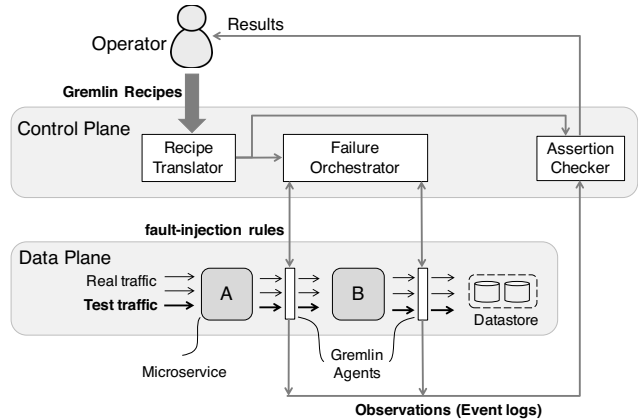 Results
Operator
Gremlin Recipes
Control Plane
Recipe
Translator
Failure
Orchestrator
Assertion
Checker
fault-injection rules
Data Plane
Real traffic
Test traffic
A
B
Datastore
Microservice
Gremlin
Agents
Observations (Event logs)